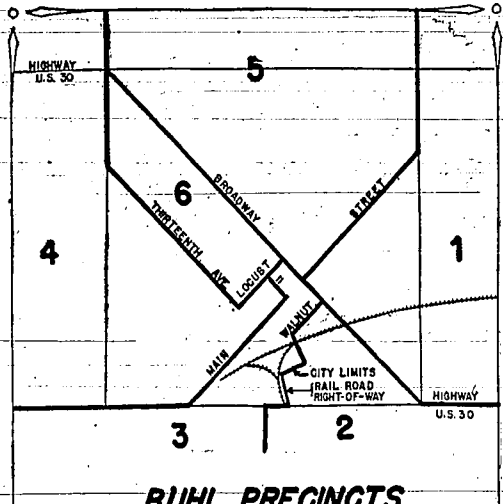 HIGHWAY
U.S. 30
5
6
BROADWAY
STREET
THIRTEENTH AVE.
4
LOCUST
1
11
WALNUT
MAIN
CITY LIMITS
RAIL ROAD
RIGHT-OF-WAY
HIGHWAY
U.S. 30
3
2
BUHL PRECINCTS